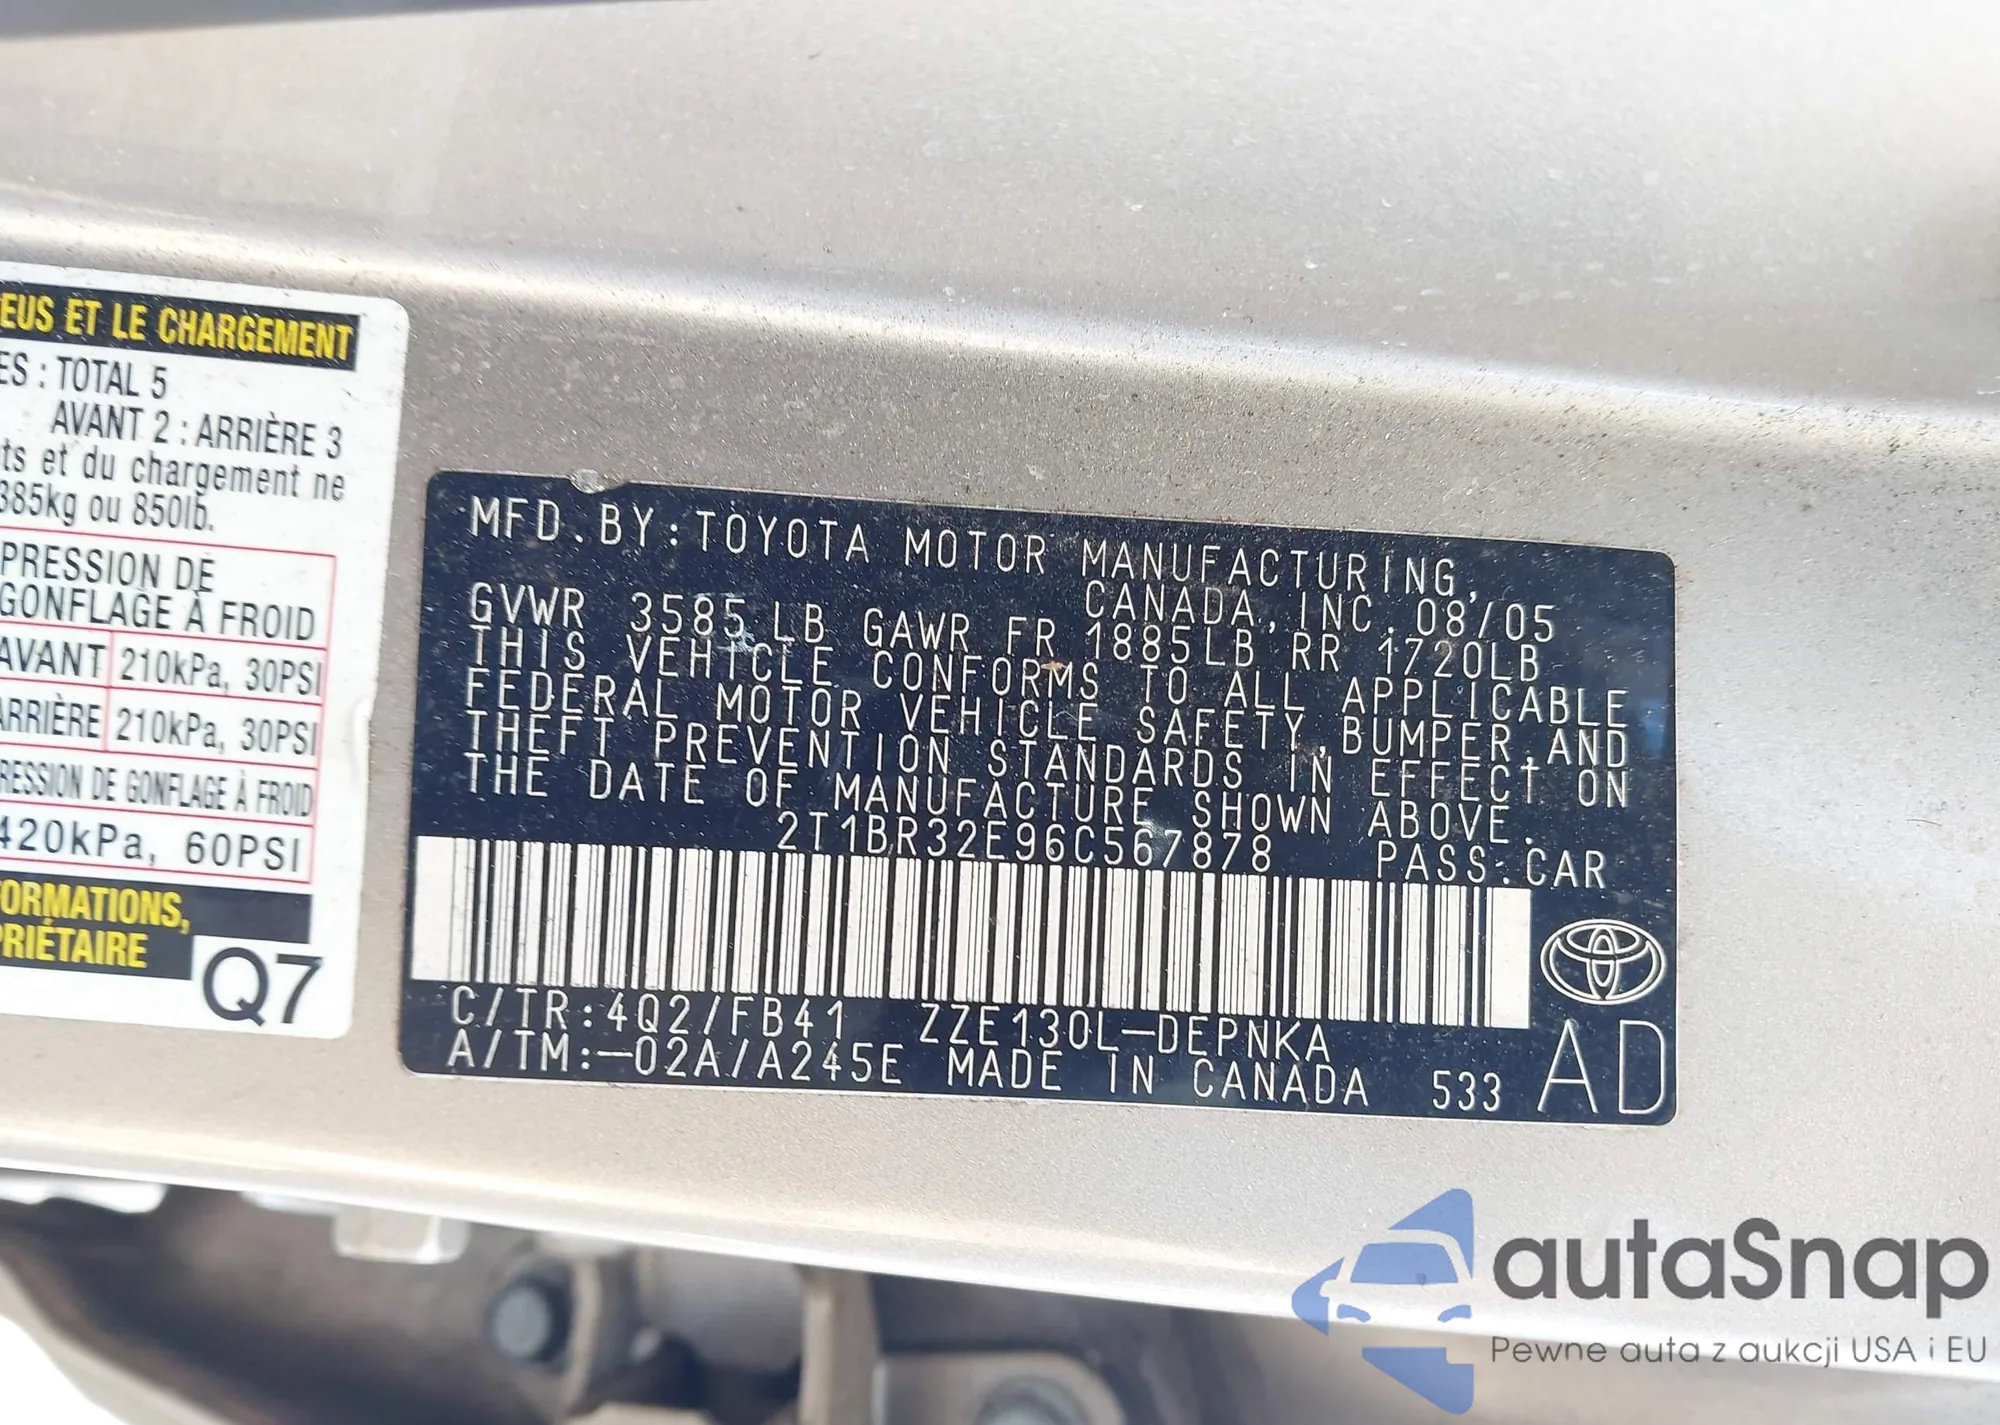 EUS ET LE CHARGEMENT
ES : TOTAL 5
AVANT 2 : ARRIÈRE 3
ts et du chargement ne
385kg ou 850lb.
PRESSION DE
GONFLAGE À FROID
AVANT 210kPa, 30PSI
ARRIÈRE 210kPa, 30PSI
RESSION DE GONFLAGE À FROID
420kPa, 60PSI
FORMATIONS,
PRIÉTAIRE
Q7
MFD.BY:TOYOTA MOTOR MANUFACTURING,
CANADA,INC. 08/05
GVWR 3585LB GAWR FR 1885LB RR 1720LB
THIS VEHICLE CONFORMS TO ALL APPLICABLE
FEDERAL MOTOR VEHICLE SAFETY,BUMPER,AND
THEFT PREVENTION STANDARDS IN EFFECT ON
THE DATE OF MANUFACTURE SHOWN ABOVE.
2T1BR32E96C567878 PASS.CAR
C/TR:4Q2/FB41 ZZE130L-DEPNKA
A/TM:-02A/A245E MADE IN CANADA 533
AD
autaSnap
Pewne auta z aukcji USA i EU